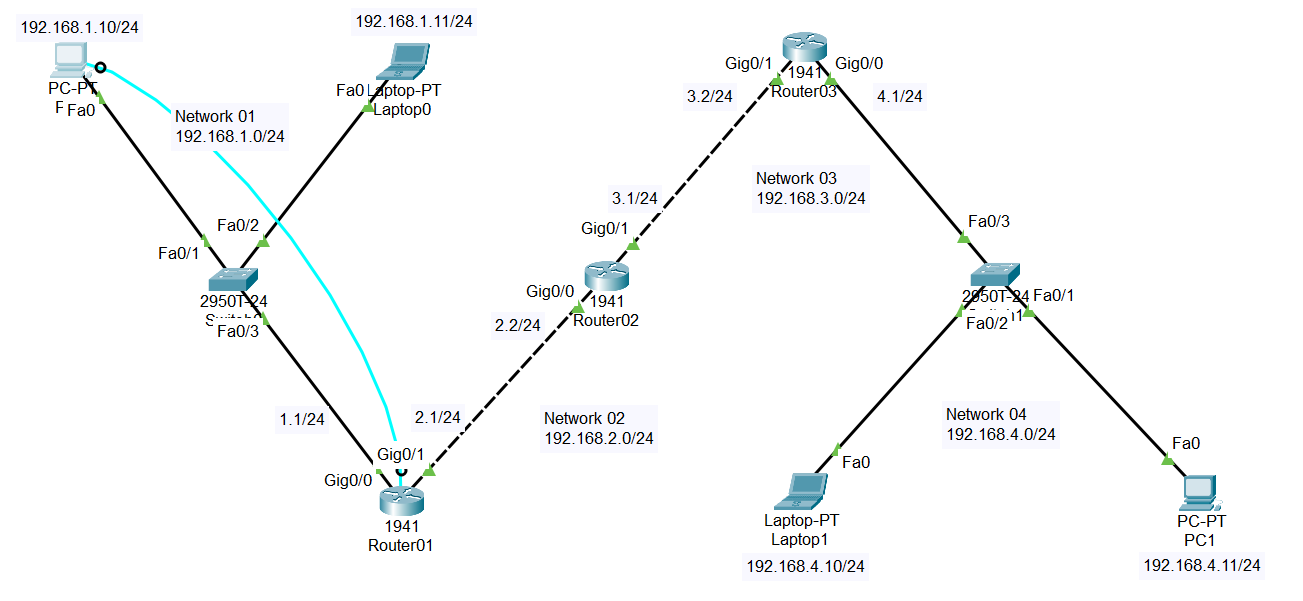 192.168.1.10/24
PC-PT
Fa0
192.168.1.11/24
Fa0
Laptop-PT
Laptop0
Network 01
192.168.1.0/24
Fa0/1
Fa0/2
2950T-24
Fa0/3
1.1/24
Gig0/0
Gig0/1
2.1/24
1941
Router01
Network 02
192.168.2.0/24
2.2/24
Gig0/0
1941
Router02
Gig0/1
3.1/24
Network 03
192.168.3.0/24
3.2/24
Gig0/1
1941
Router03
Gig0/0
4.1/24
Fa0/3
2950T-24
Fa0/1
Fa0/2
Network 04
192.168.4.0/24
Fa0
Laptop-PT
Laptop1
192.168.4.10/24
Fa0
PC-PT
PC1
192.168.4.11/24